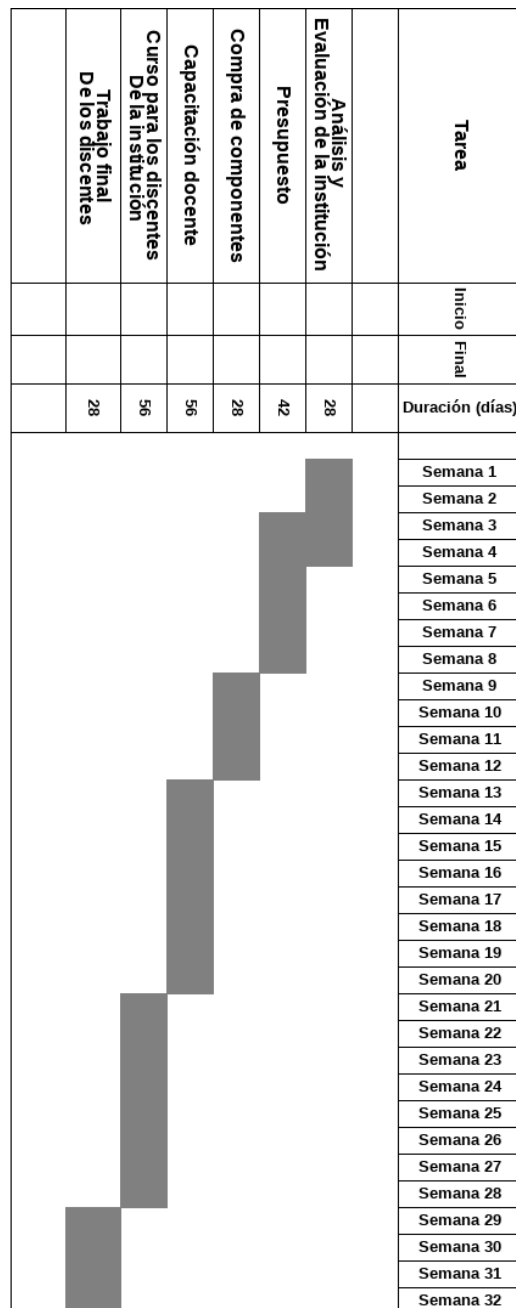 Tarea
Inicio
Final
Duración (días)
Análisis y
Evaluación de la institución
28
Presupuesto
42
Compra de componentes
28
Capacitación docente
56
Curso para los discentes
De la institución
56
Trabajo final
De los discentes
28
Semana 1
Semana 2
Semana 3
Semana 4
Semana 5
Semana 6
Semana 7
Semana 8
Semana 9
Semana 10
Semana 11
Semana 12
Semana 13
Semana 14
Semana 15
Semana 16
Semana 17
Semana 18
Semana 19
Semana 20
Semana 21
Semana 22
Semana 23
Semana 24
Semana 25
Semana 26
Semana 27
Semana 28
Semana 29
Semana 30
Semana 31
Semana 32